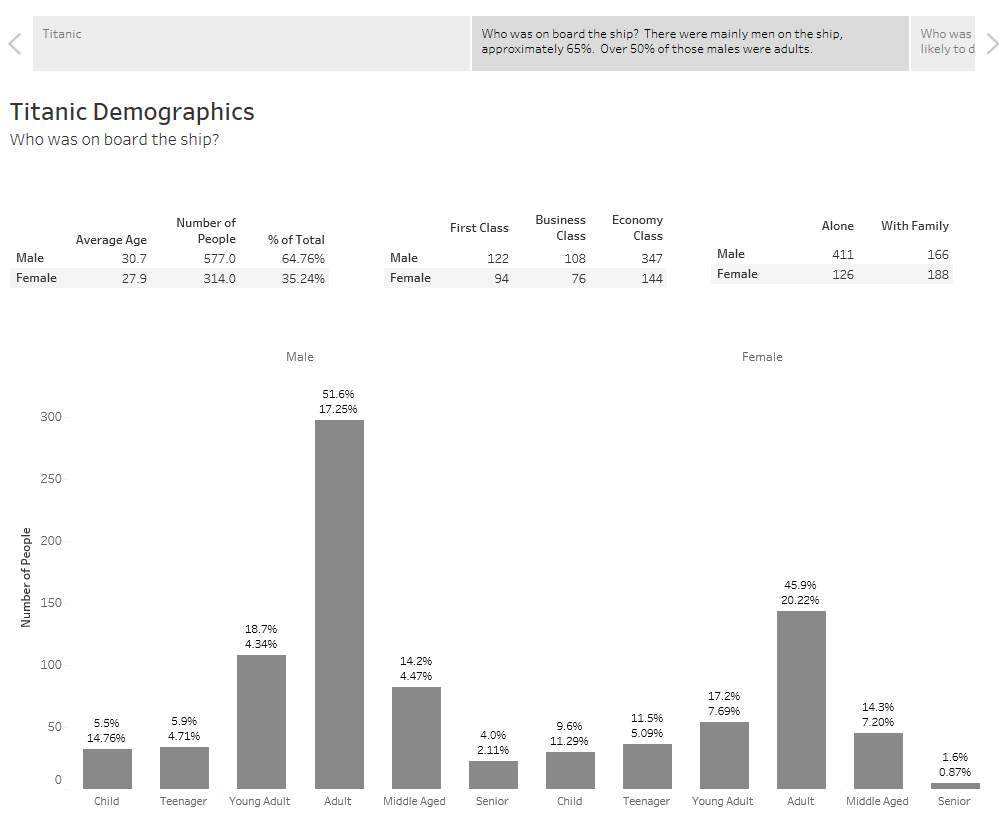 Titanic
Who was on board the ship?  There were mainly men on the ship,
approximately 65%.  Over 50% of those males were adults.
Who was
likely to d
Titanic Demographics
Who was on board the ship?
Average Age Number of People % of Total
Male 30.7 577.0 64.76%
Female 27.9 314.0 35.24%
First Class Business Class Economy Class
Male 122 108 347
Female 94 76 144
Alone With Family
Male 411 166
Female 126 188
Male Female
Number of People
300
250
200
150
100
50
0
5.5%
14.76%
5.9%
4.71%
18.7%
4.34%
51.6%
17.25%
14.2%
4.47%
4.0%
2.11%
9.6%
11.29%
11.5%
5.09%
17.2%
7.69%
45.9%
20.22%
14.3%
7.20%
1.6%
0.87%
Child Teenager Young Adult Adult Middle Aged Senior Child Teenager Young Adult Adult Middle Aged Senior